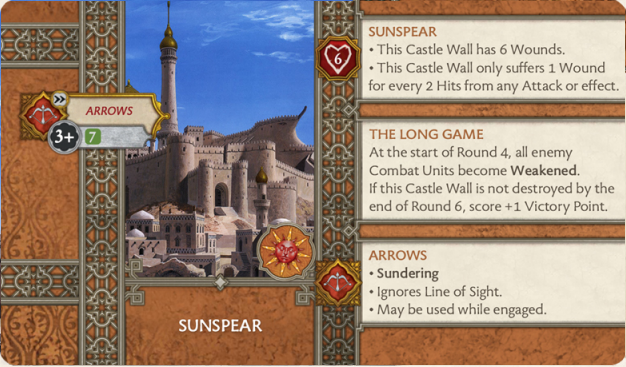 ARROWS
3+
7
SUNSPEAR
6
SUNSPEAR
• This Castle Wall has 6 Wounds.
• This Castle Wall only suffers 1 Wound
for every 2 Hits from any Attack or effect.
THE LONG GAME
At the start of Round 4, all enemy
Combat Units become Weakened.
If this Castle Wall is not destroyed by the
end of Round 6, score +1 Victory Point.
ARROWS
• Sundering
• Ignores Line of Sight.
• May be used while engaged.